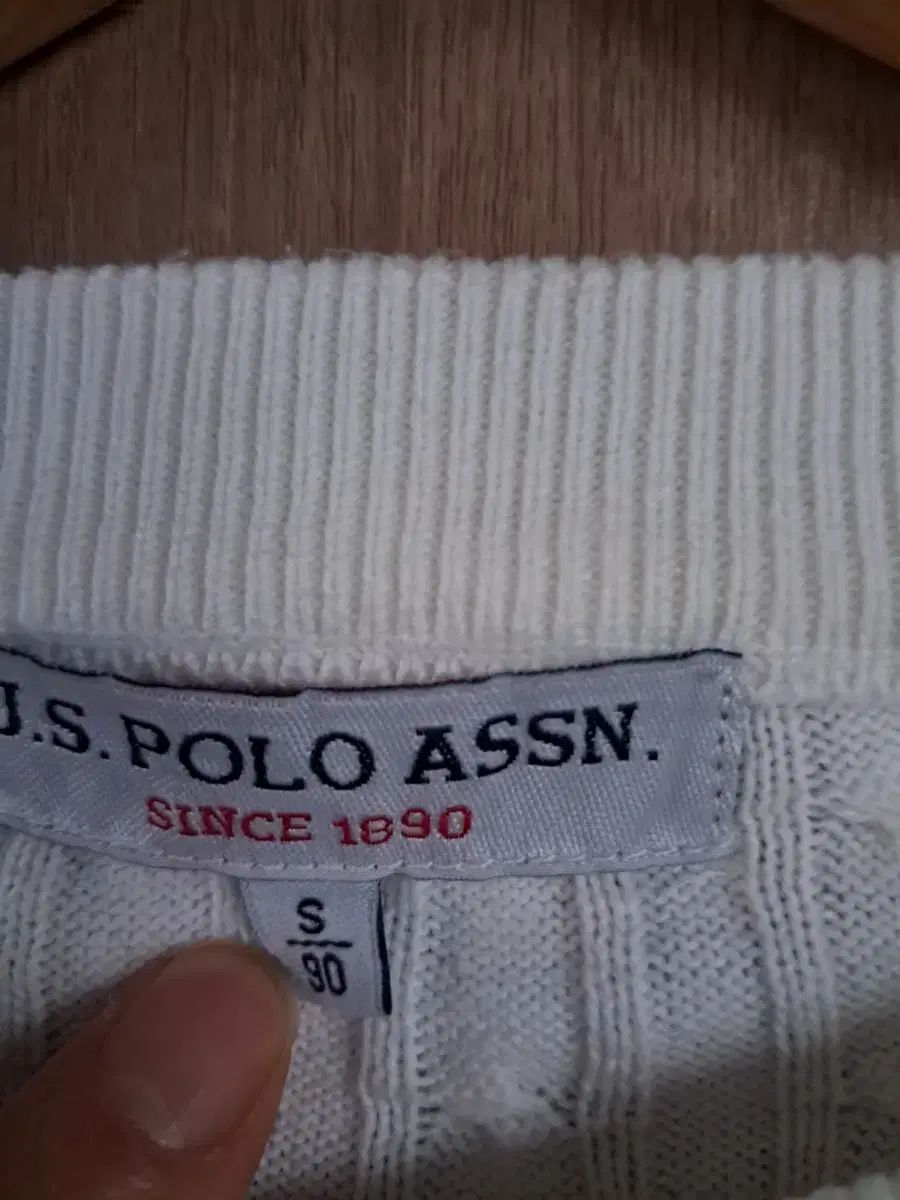 U.S. POLO ASSN.
SINCE 1890
S
90